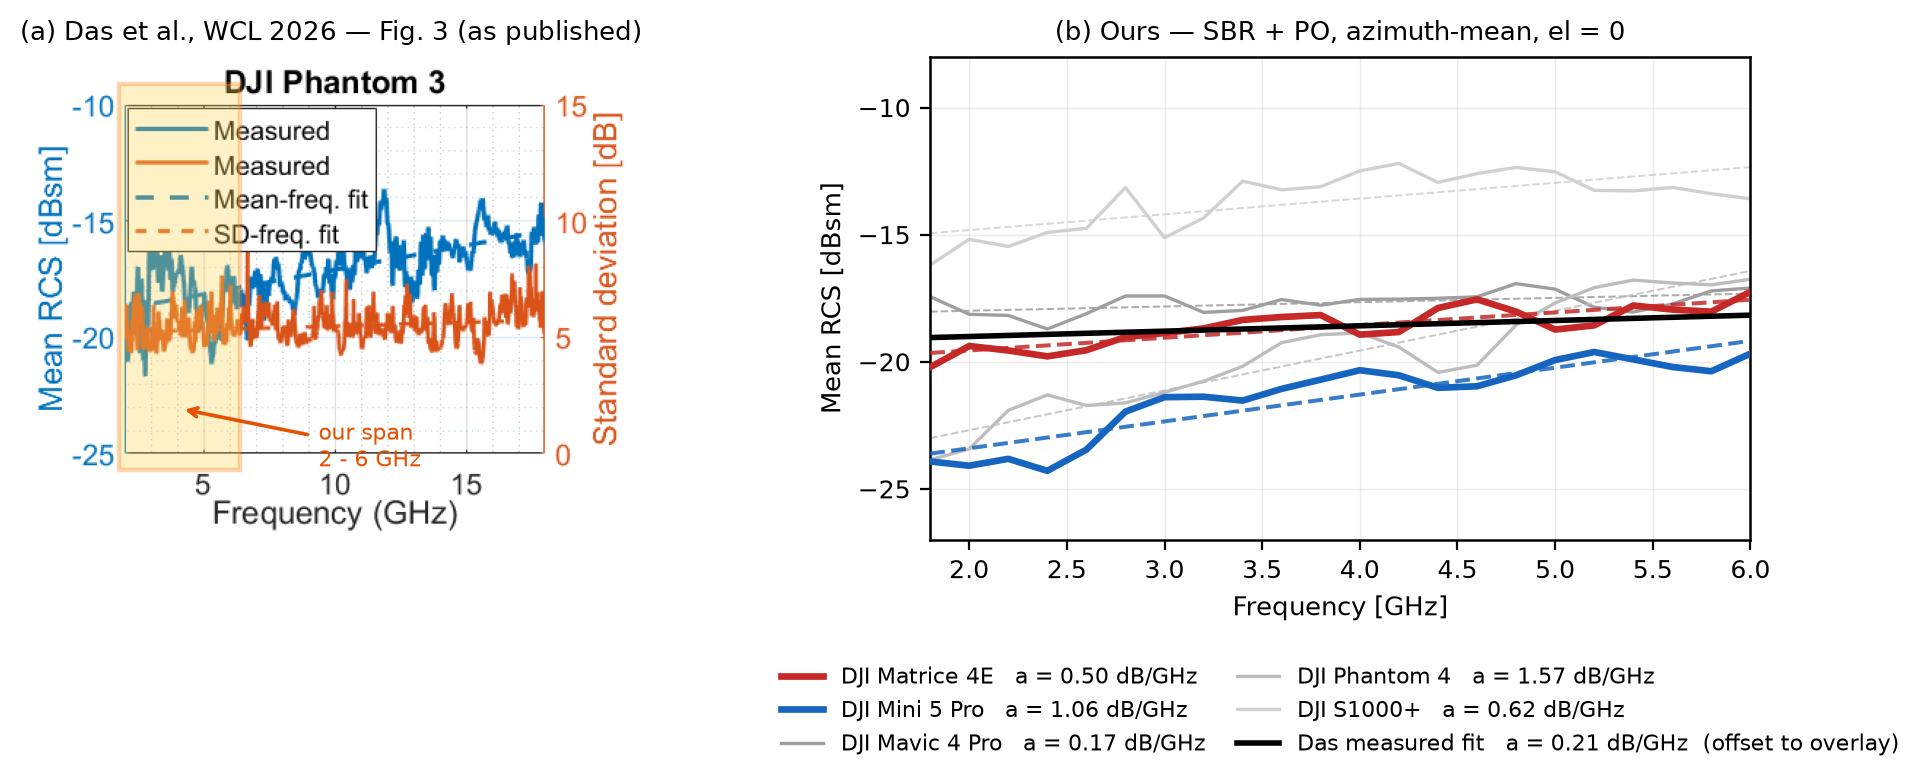 (a) Das et al., WCL 2026 — Fig. 3 (as published)
DJI Phantom 3
Mean RCS [dBsm]
-10
-15
-20
-25
Measured
Measured
Mean-freq. fit
SD-freq. fit
15
10
5
0
Standard deviation [dB]
our span
2 - 6 GHz
5 10 15
Frequency (GHz)
(b) Ours — SBR + PO, azimuth-mean, el = 0
Mean RCS [dBsm]
−10
−15
−20
−25
2.0 2.5 3.0 3.5 4.0 4.5 5.0 5.5 6.0
Frequency [GHz]
DJI Matrice 4E a = 0.50 dB/GHz
DJI Mini 5 Pro a = 1.06 dB/GHz
DJI Mavic 4 Pro a = 0.17 dB/GHz
DJI Phantom 4 a = 1.57 dB/GHz
DJI S1000+ a = 0.62 dB/GHz
Das measured fit a = 0.21 dB/GHz (offset to overlay)